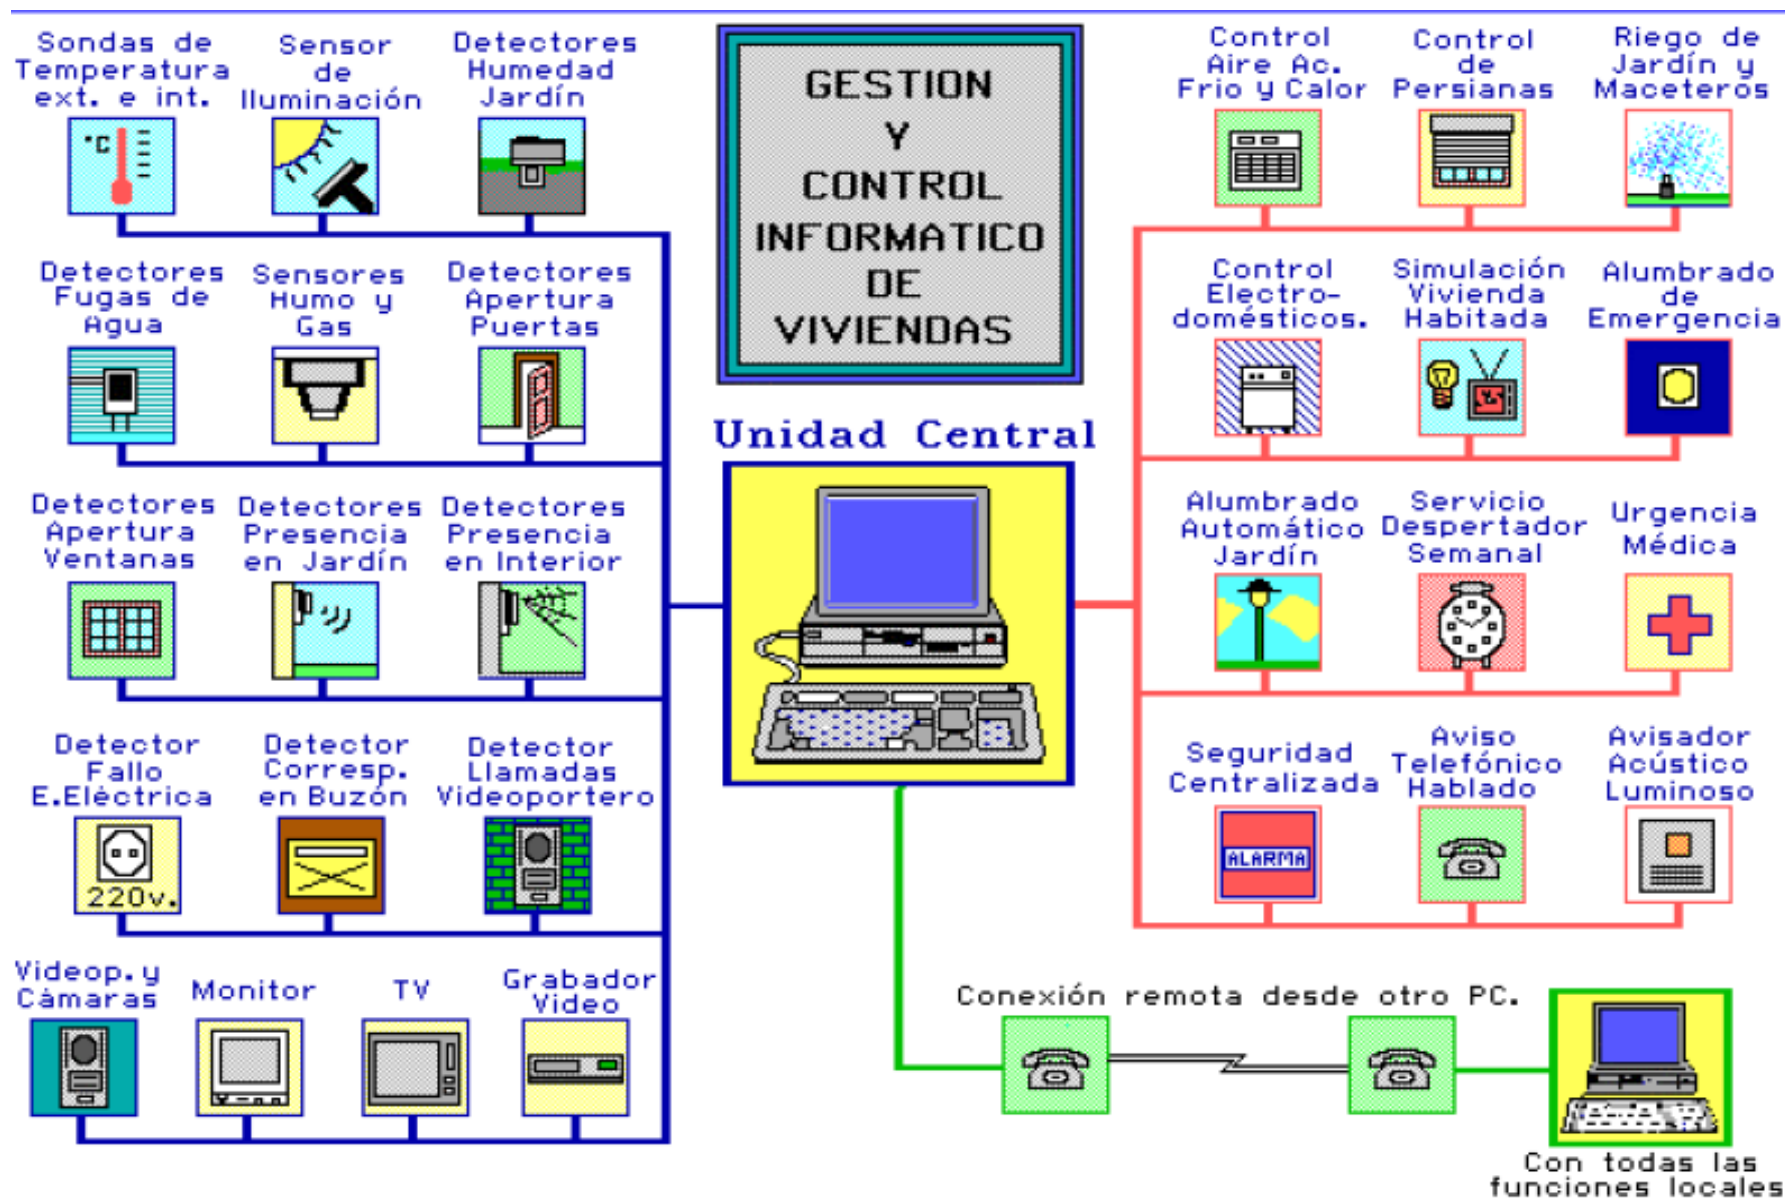 Sondas de
Temperatura
ext. e int.
Sensor
de
Iluminación
Detectores
Humedad
Jardín
GESTION
Y
CONTROL
INFORMATICO
DE
VIVIENDAS
Control
Aire Ac.
Frio y Calor
Control
de
Persianas
Riego de
Jardín y
Maceteros
°C
Detectores
Fugas de
Agua
Sensores
Humo y
Gas
Detectores
Apertura
Puertas
Control
Electro-
domésticos.
Simulación
Vivienda
Habitada
Alumbrado
de
Emergencia
Unidad Central
Detectores
Apertura
Ventanas
Detectores
Presencia
en Jardín
Detectores
Presencia
en Interior
Alumbrado
Automático
Jardín
Servicio
Despertador
Semanal
Urgencia
Médica
Detector
Fallo
E.Eléctrica
Detector
Corresp.
en Buzón
Detector
Llamadas
Videoportero
Seguridad
Centralizada
Aviso
Telefónico
Hablado
Avisador
Acústico
Luminoso
220v.
ALARMA
Videop.y
Cámaras
Monitor
TV
Grabador
Video
Conexión remota desde otro PC.
Con todas las
funciones locales